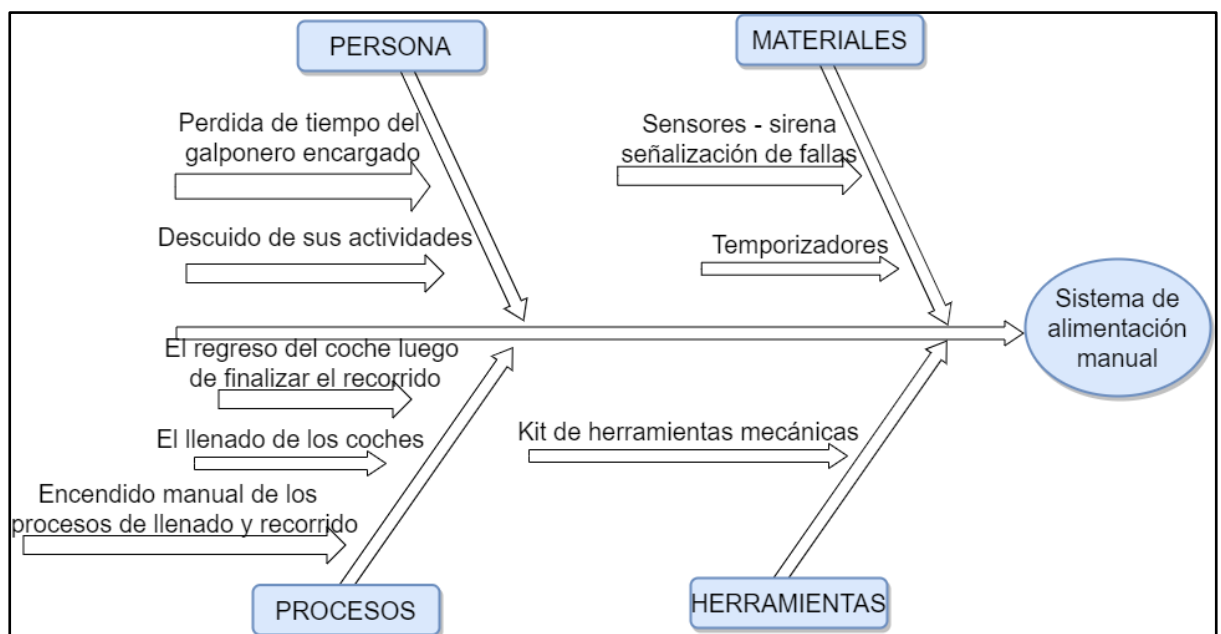 PERSONA
MATERIALES
Perdida de tiempo del
galponero encargado
Sensores - sirena
señalización de fallas
Descuido de sus actividades
Temporizadores
Sistema de
alimentación
manual
El regreso del coche luego
de finalizar el recorrido
El llenado de los coches
Kit de herramientas mecánicas
Encendido manual de los
procesos de llenado y recorrido
PROCESOS
HERRAMIENTAS